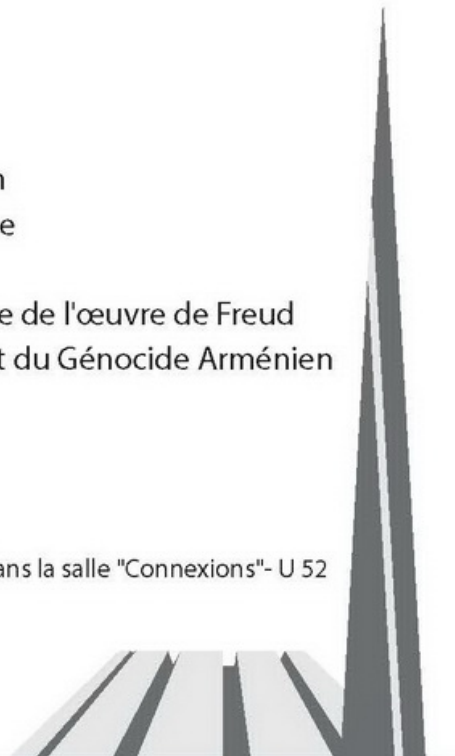 n
e
e de l'œuvre de Freud
t du Génocide Arménien
ans la salle "Connexions"- U 52